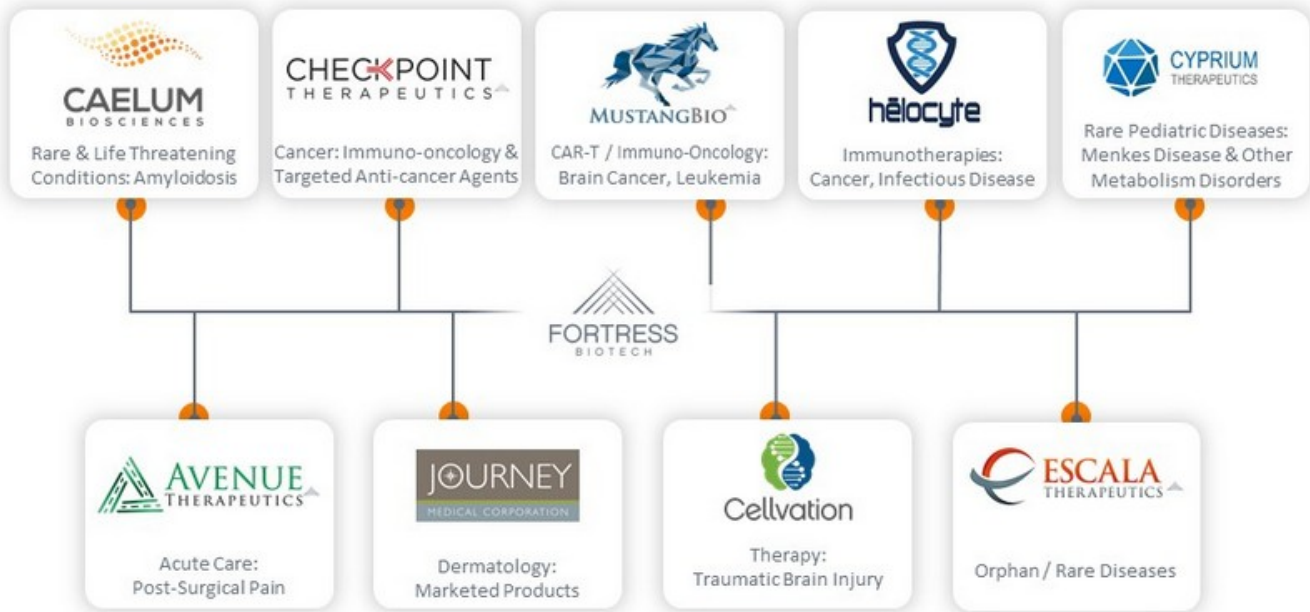 CAELUM
BIOSCIENCES
Rare & Life Threatening
Conditions: Amyloidosis
CHECKPOINT
THERAPEUTICS
Cancer: Immuno-oncology &
Targeted Anti-cancer Agents
MUSTANGBIO
CAR-T / Immuno-Oncology:
Brain Cancer, Leukemia
hēlocyte
Immunotherapies:
Cancer, Infectious Disease
CYPRIUM
THERAPEUTICS
Rare Pediatric Diseases:
Menkes Disease & Other
Metabolism Disorders
FORTRESS
BIOTECH
AVENUE
THERAPEUTICS
Acute Care:
Post-Surgical Pain
JOURNEY
MEDICAL CORPORATION
Dermatology:
Marketed Products
Cellvation
Therapy:
Traumatic Brain Injury
ESCALA
THERAPEUTICS
Orphan / Rare Diseases